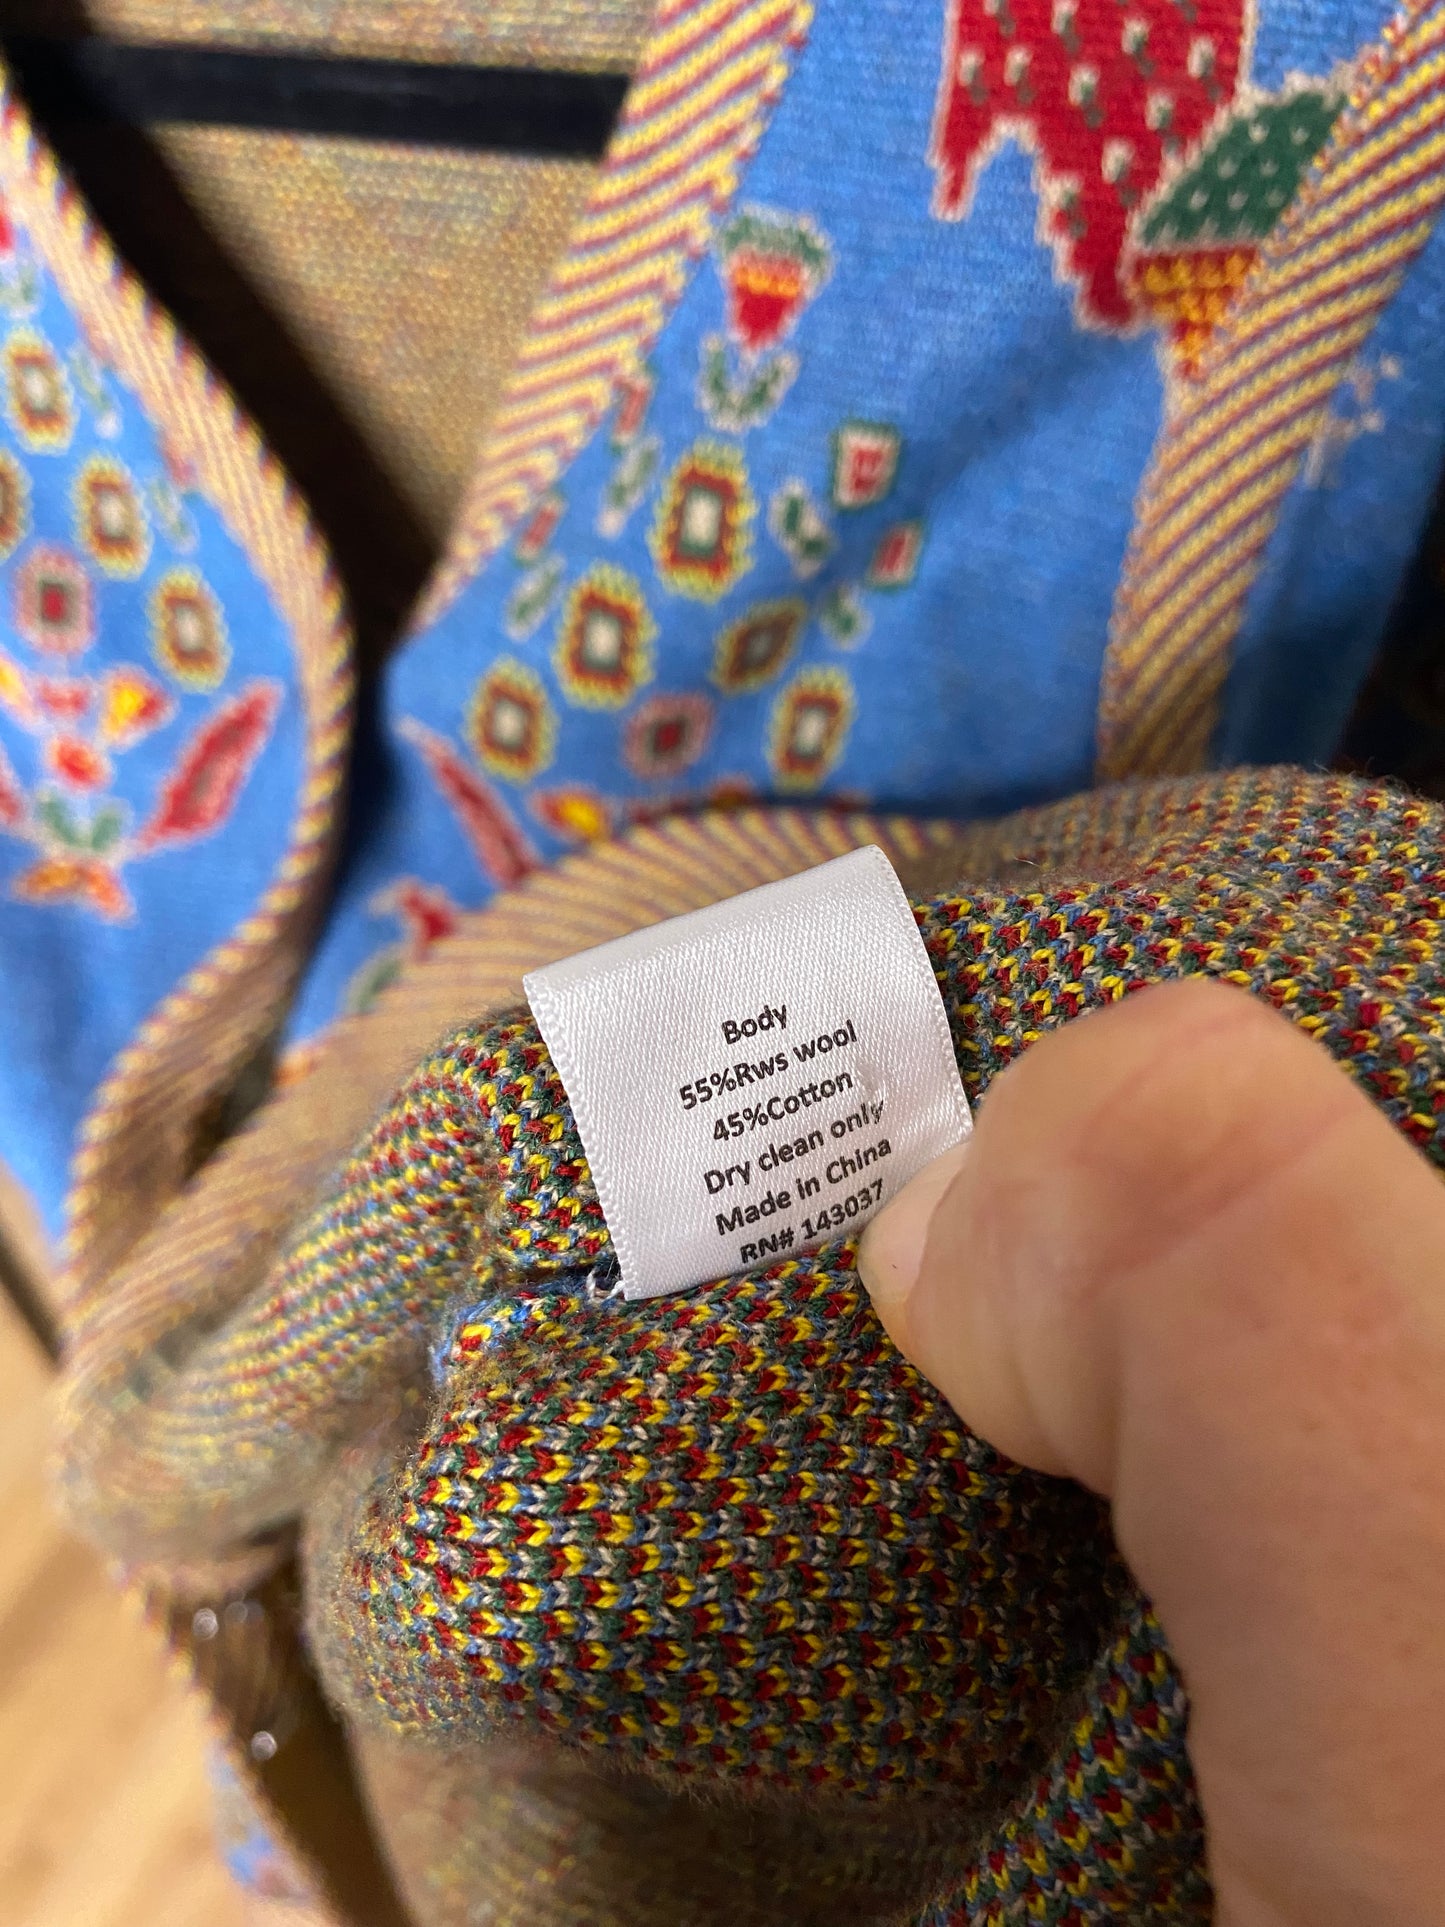 Body
55%Rws wool
45%Cotton
Dry clean only
Made in China
RN# 143037